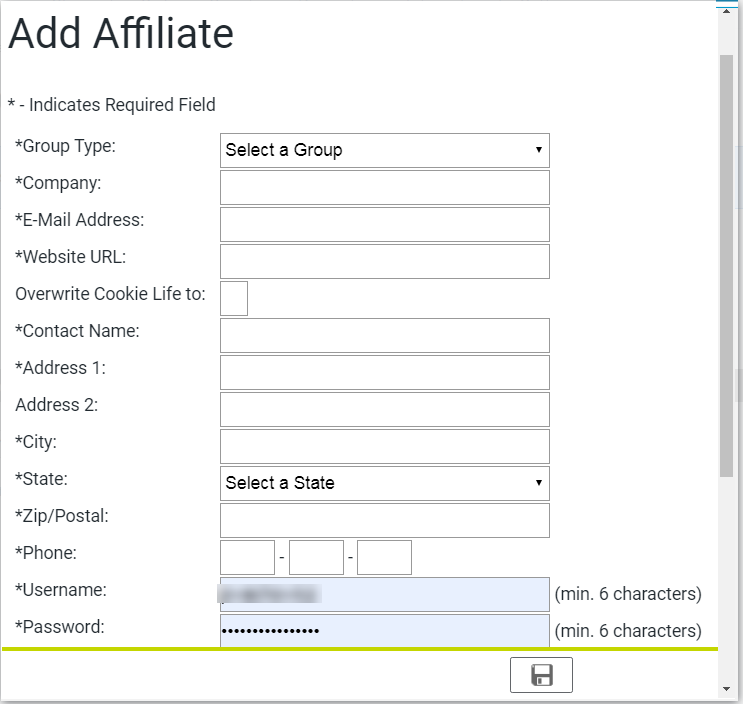 Add Affiliate
* - Indicates Required Field
*Group Type: Select a Group
*Company:
*E-Mail Address:
*Website URL:
Overwrite Cookie Life to:
*Contact Name:
*Address 1:
Address 2:
*City:
*State: Select a State
*Zip/Postal:
*Phone: - -
*Username: (min. 6 characters)
*Password: •••••••••••••••• (min. 6 characters)